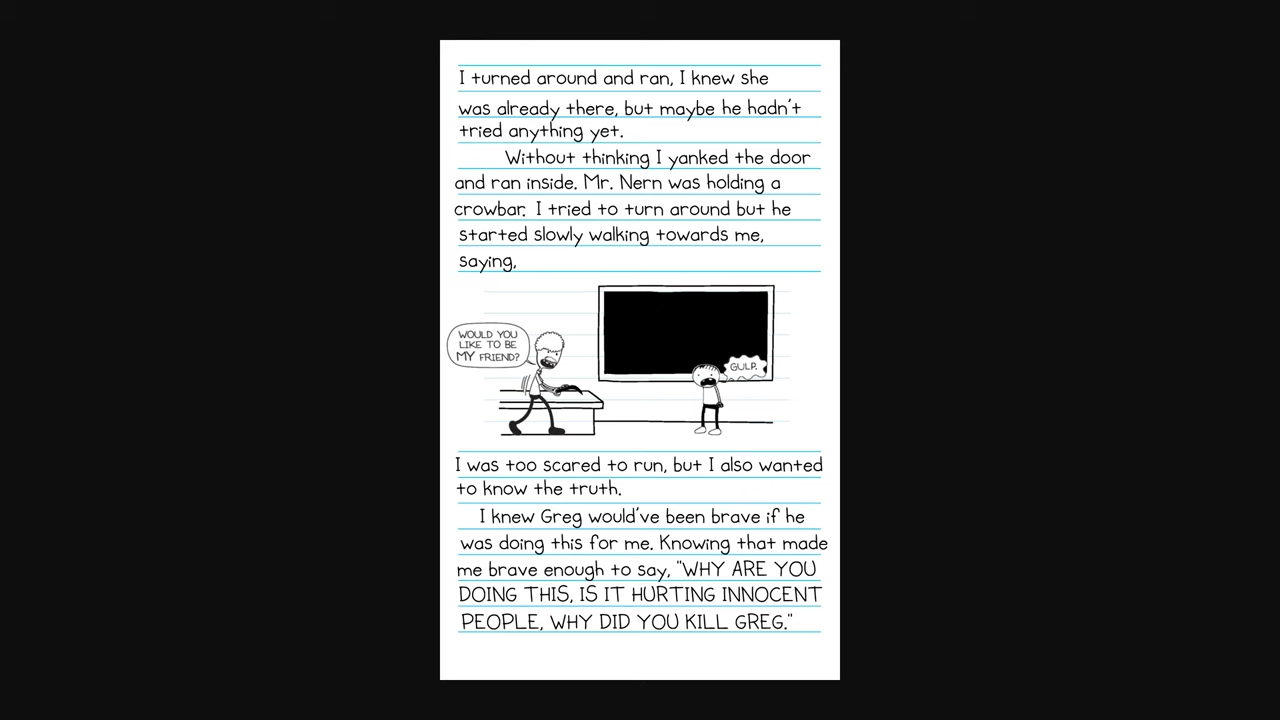 I turned around and ran, I knew she
was already there, but maybe he hadn't
tried anything yet.
Without thinking I yanked the door
and ran inside. Mr. Nern was holding a
crowbar. I tried to turn around but he
started slowly walking towards me,
saying,
WOULD YOU
LIKE TO BE
MY FRIEND?
GULP.
I was too scared to run, but I also wanted
to know the truth.
I knew Greg would've been brave if he
was doing this for me. Knowing that made
me brave enough to say, "WHY ARE YOU
DOING THIS, IS IT HURTING INNOCENT
PEOPLE, WHY DID YOU KILL GREG."